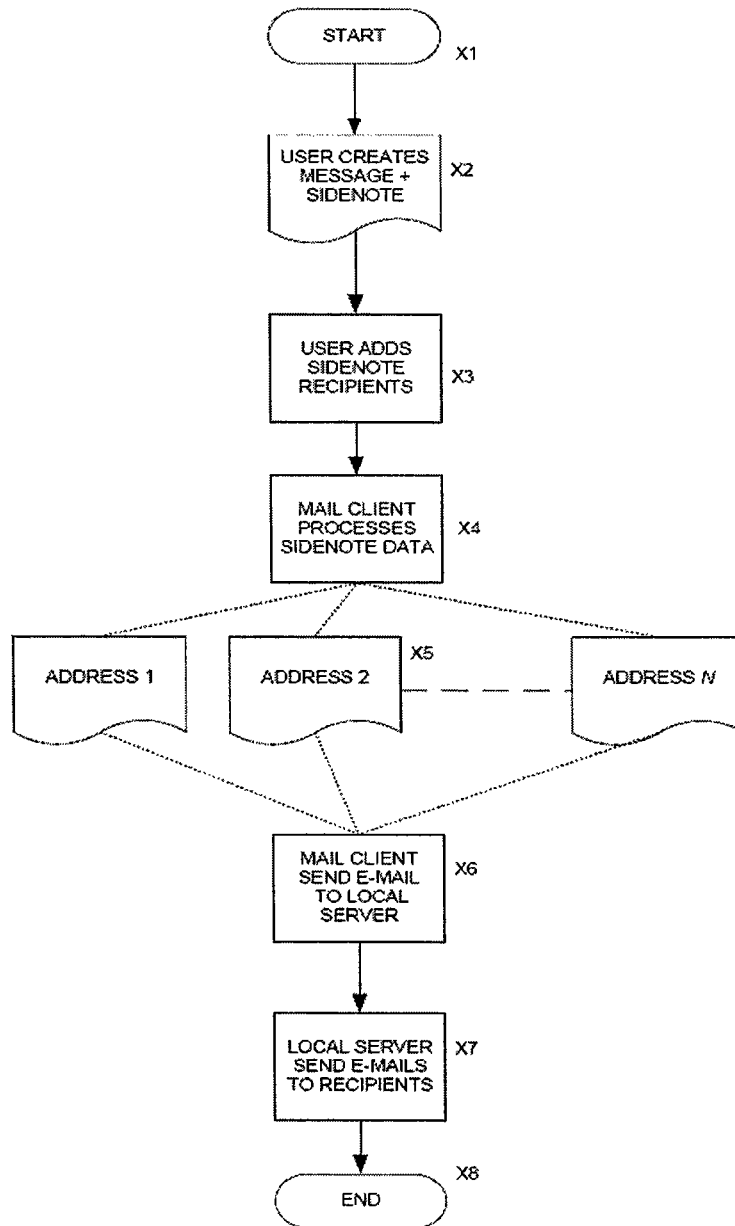 START
X1
USER CREATES
MESSAGE +
SIDENOTE
X2
USER ADDS
SIDENOTE
RECIPIENTS
X3
MAIL CLIENT
PROCESSES
SIDENOTE DATA
X4
ADDRESS 1
ADDRESS 2
X5
ADDRESS N
MAIL CLIENT
SEND E-MAIL
TO LOCAL
SERVER
X6
LOCAL SERVER
SEND E-MAILS
TO RECIPIENTS
X7
END
X8